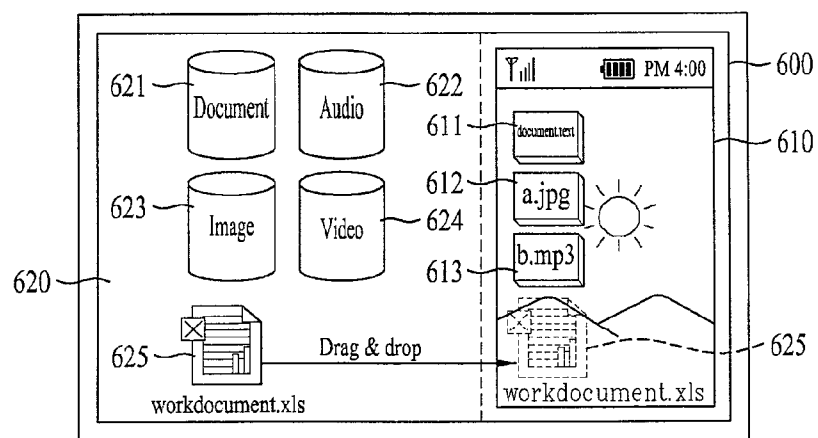 PM 4:00
600
621
Document
Audio
622
611
document.text
610
612
a.jpg
623
Image
Video
624
b.mp3
613
620
625
Drag & drop
625
workdocument.xls
workdocument.xls